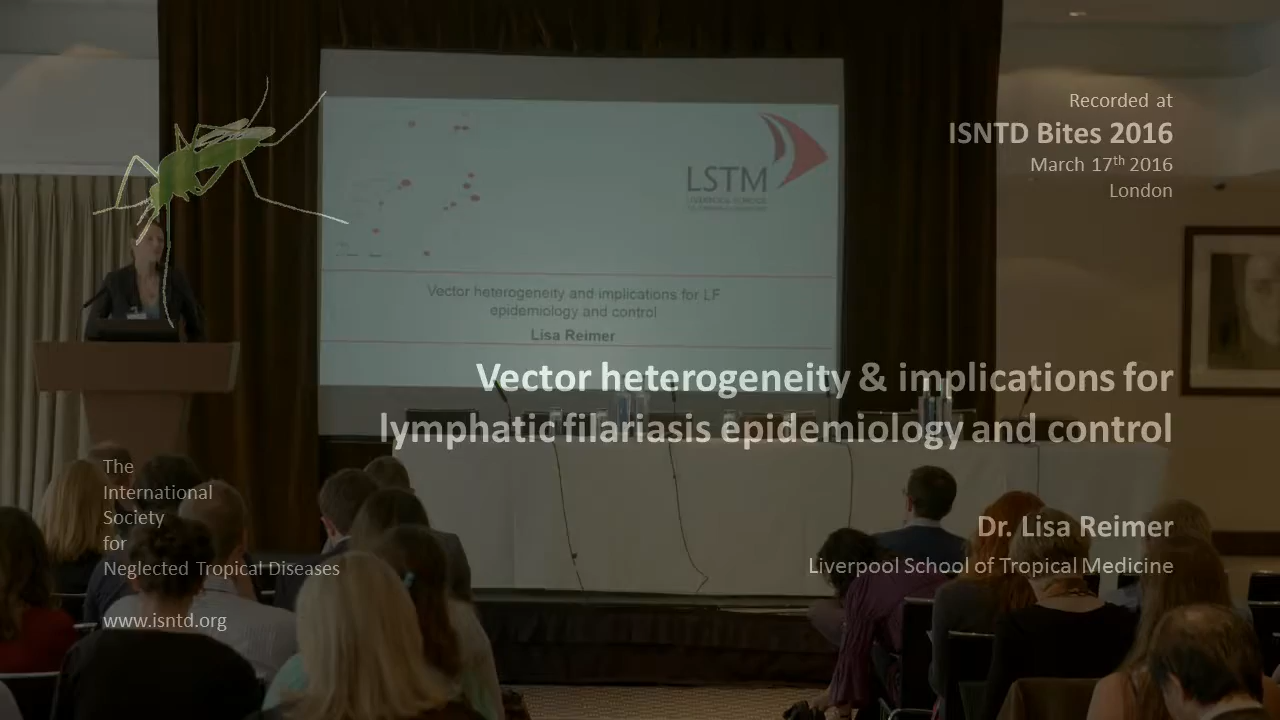 Recorded at
ISNTD Bites 2016
March 17th 2016
London
LSTM
Vector heterogeneity and implications for LF
epidemiology and control
Lisa Reimer
Vector heterogeneity & implications for
lymphatic filariasis epidemiology and control
The
International
Society
for
Neglected Tropical Diseases
www.isntd.org
Dr. Lisa Reimer
Liverpool School of Tropical Medicine